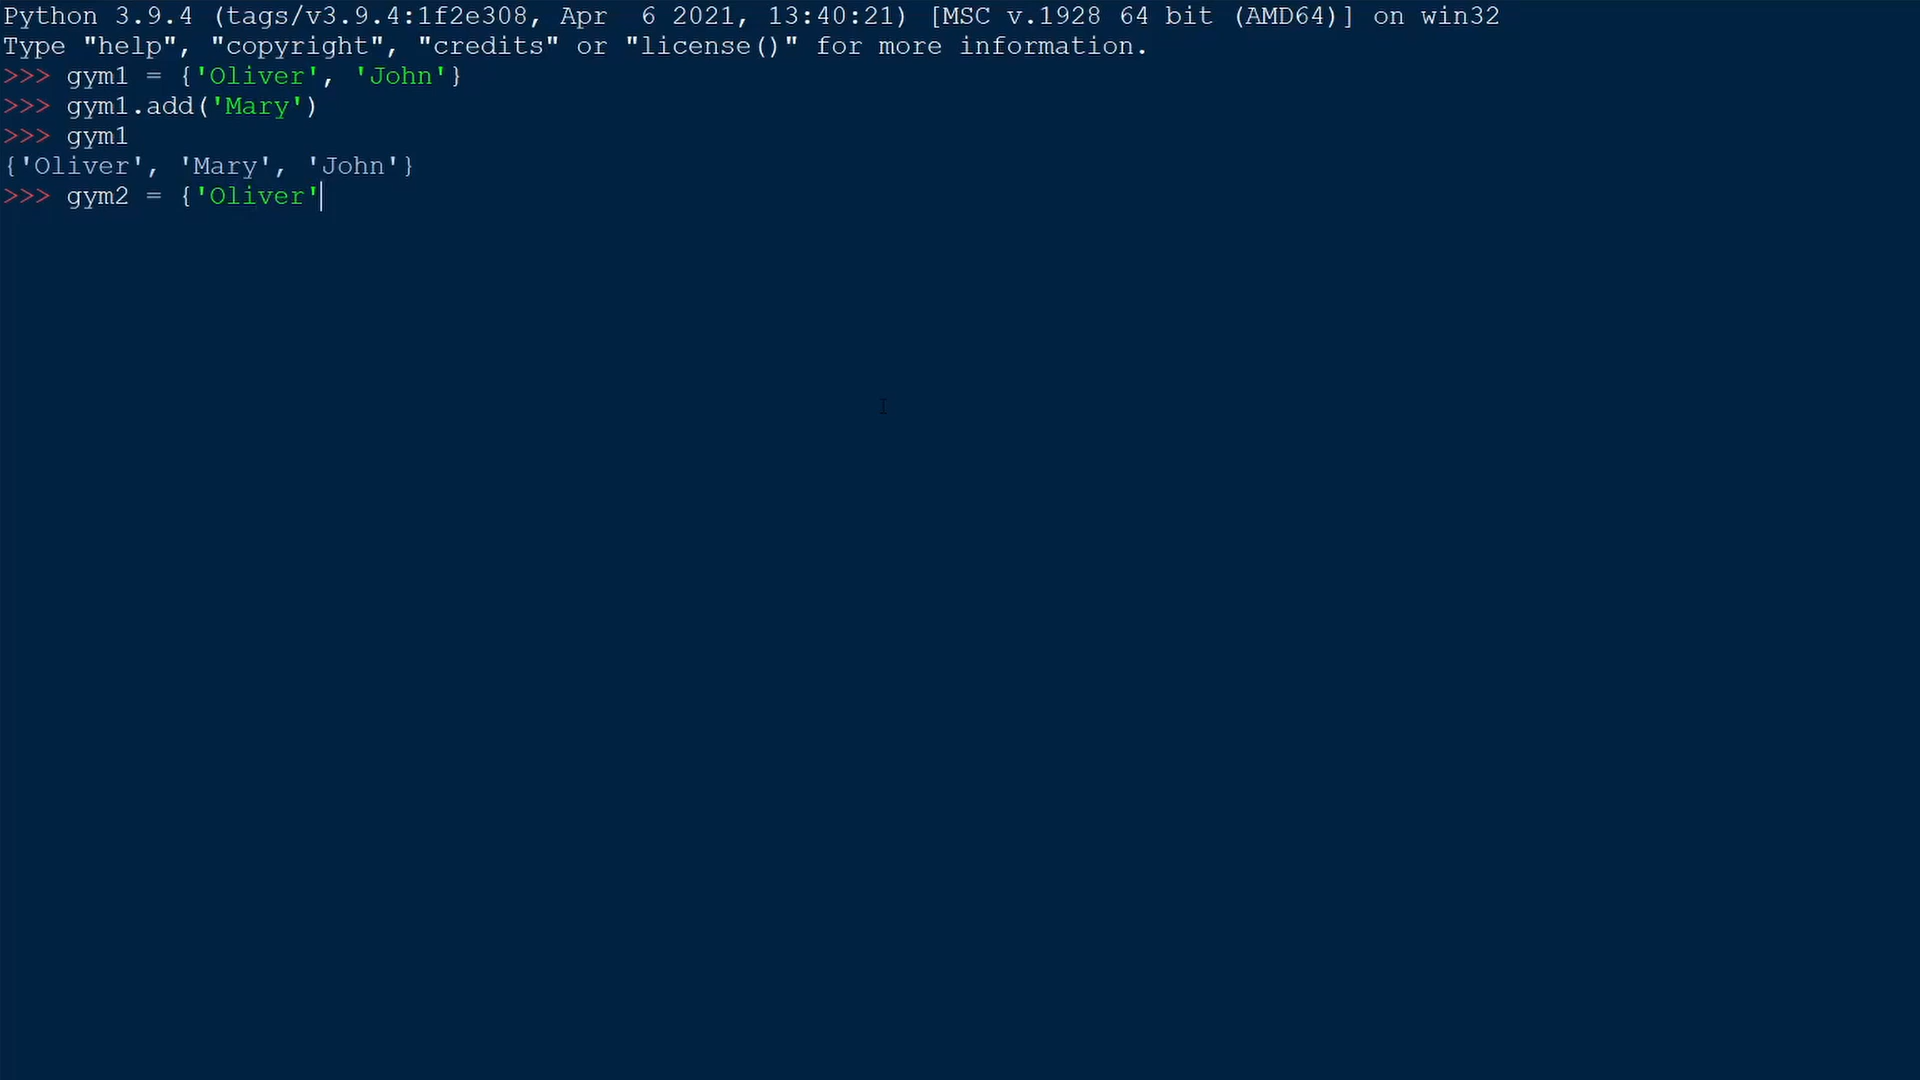 Python 3.9.4 (tags/v3.9.4:1f2e308, Apr  6 2021, 13:40:21) [MSC v.1928 64 bit (AMD64)] on win32
Type "help", "copyright", "credits" or "license()" for more information.
>>> gym1 = {'Oliver', 'John'}
>>> gym1.add('Mary')
>>> gym1
{'Oliver', 'Mary', 'John'}
>>> gym2 = {'Oliver'